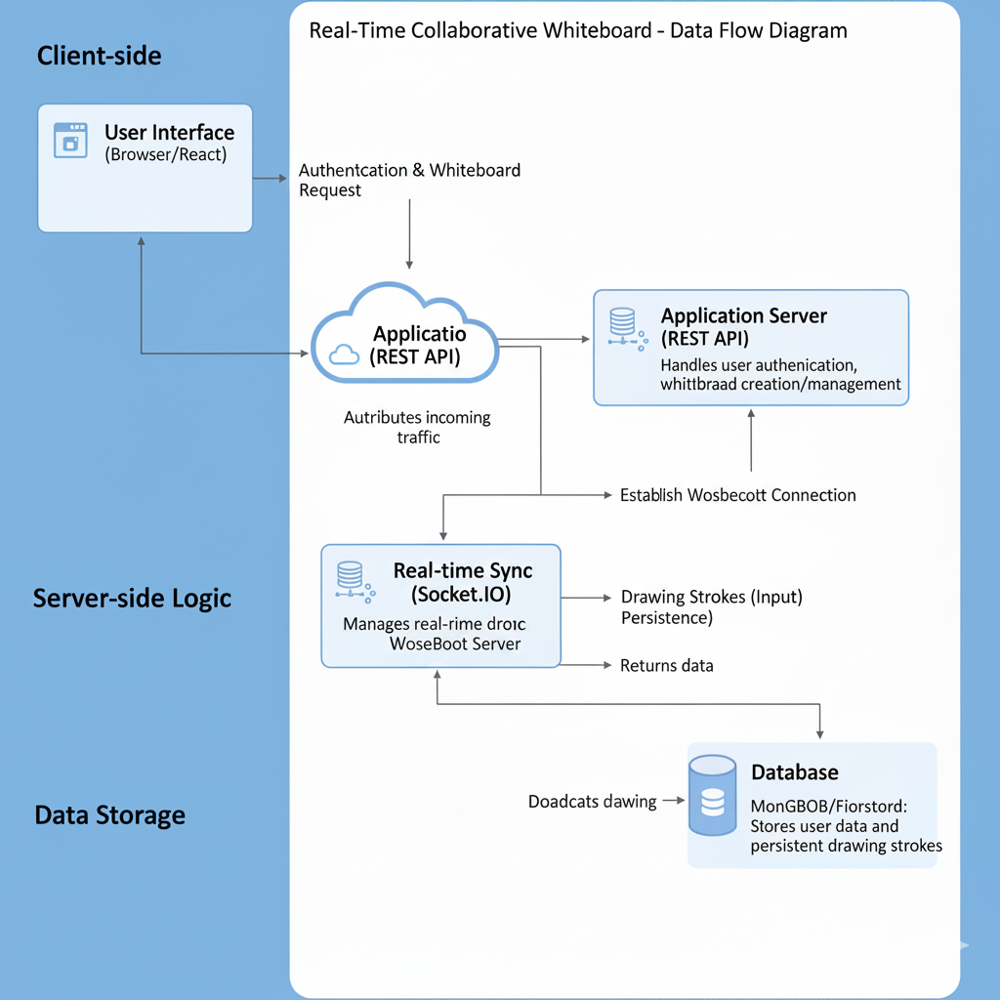 Real-Time Collaborative Whiteboard - Data Flow Diagram
Client-side
User Interface
(Browser/React)
Authentcation & Whiteboard
Request
Applicatio
(REST API)
Application Server
(REST API)
Handles user authenication,
whittbraad creation/management
Autributes incoming
traffic
Establish Wosbecott Connection
Server-side Logic
Real-time Sync
(Socket.IO)
Manages real-rime droıc
WoseBoot Server
Drawing Strokes (Input)
Persistence)
Returns data
Data Storage
Doadcats dawing
Database
MonGBOB/Fiorstord:
Stores user data and
persistent drawing strokes